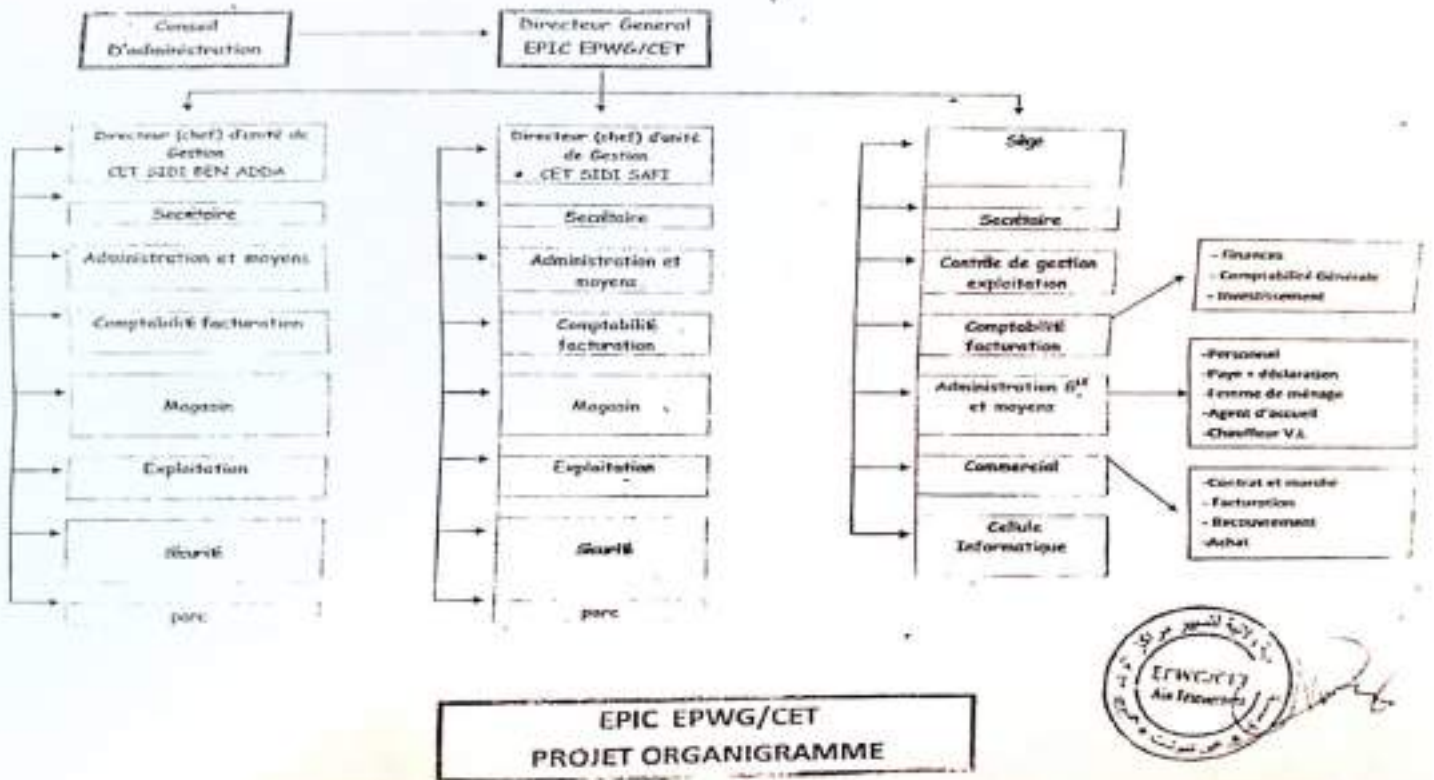 Conseil
D'administration
Directeur General
EPIC EPWG/CET
Directeur (chef) d'unité de
Gestion
CET SIDI BEN ADDA
Secrétaire
Administration et moyens
Comptabilité facturation
Magasin
Exploitation
Sécurité
parc
Directeur (chef) d'unité
de Gestion
• CET SIDI SAFI
Secrétaire
Administration et
moyens
Comptabilité
facturation
Magasin
Exploitation
Sécurité
parc
Siège
Secrétaire
Contrôle de gestion
exploitation
Comptabilité
facturation
Administration
et moyens
Commercial
Cellule
Informatique
- Finances
- Comptabilité Générale
- Investissement
-Personnel
-Paye + déclaration
-Femme de ménage
-Agent d'accueil
-Chauffeur V.L
-Contrat et marche
- Facturation
- Recouvrement
-Achat
EPWG/CET
EPIC EPWG/CET
PROJET ORGANIGRAMME